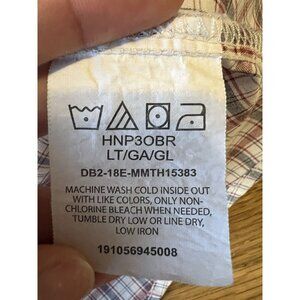 HNP3OBR
LT/GA/GL
DB2-18E-MMTH15383
MACHINE WASH COLD INSIDE OUT
WITH LIKE COLORS, ONLY NON-
CHLORINE BLEACH WHEN NEEDED,
TUMBLE DRY LOW OR LINE DRY,
LOW IRON
191056945008